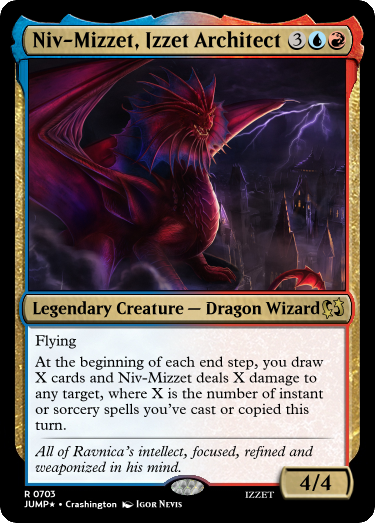 Niv-Mizzet, Izzet Architect 3
Legendary Creature — Dragon Wizard
Flying
At the beginning of each end step, you draw
X cards and Niv-Mizzet deals X damage to
any target, where X is the number of instant
or sorcery spells you've cast or copied this
turn.
All of Ravnica's intellect, focused, refined and
weaponized in his mind.
4/4
R 0703
JUMP★ • Crashington Igor Nevis
IZZET